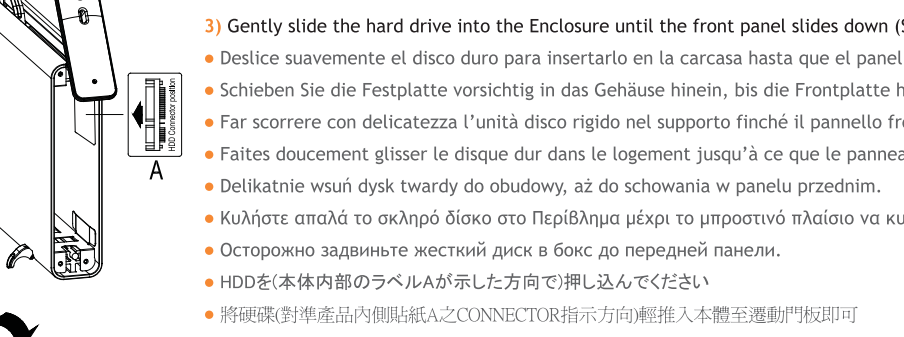 3) Gently slide the hard drive into the Enclosure until the front panel slides down (
• Deslice suavemente el disco duro para insertarlo en la carcasa hasta que el panel
• Schieben Sie die Festplatte vorsichtig in das Gehäuse hinein, bis die Frontplatte h
• Far scorrere con delicatezza l'unità disco rigido nel supporto finché il pannello fr
• Faites doucement glisser le disque dur dans le logement jusqu'à ce que le pannea
• Delikatnie wsuń dysk twardy do obudowy, aż do schowania w panelu przednim.
• Κυλήστε απαλά το σκληρό δίσκο στο Περίβλημα μέχρι το μπροστινό πλαίσιο να κυ
• Осторожно задвиньте жесткий диск в бокс до передней панели.
• HDDを(本体内部のラベルAが示した方向で)押し込んでください
• 將硬碟(對準產品內側貼紙A之CONNECTOR指示方向)輕推入本體至遷動門板即可
HDD Connector position
A